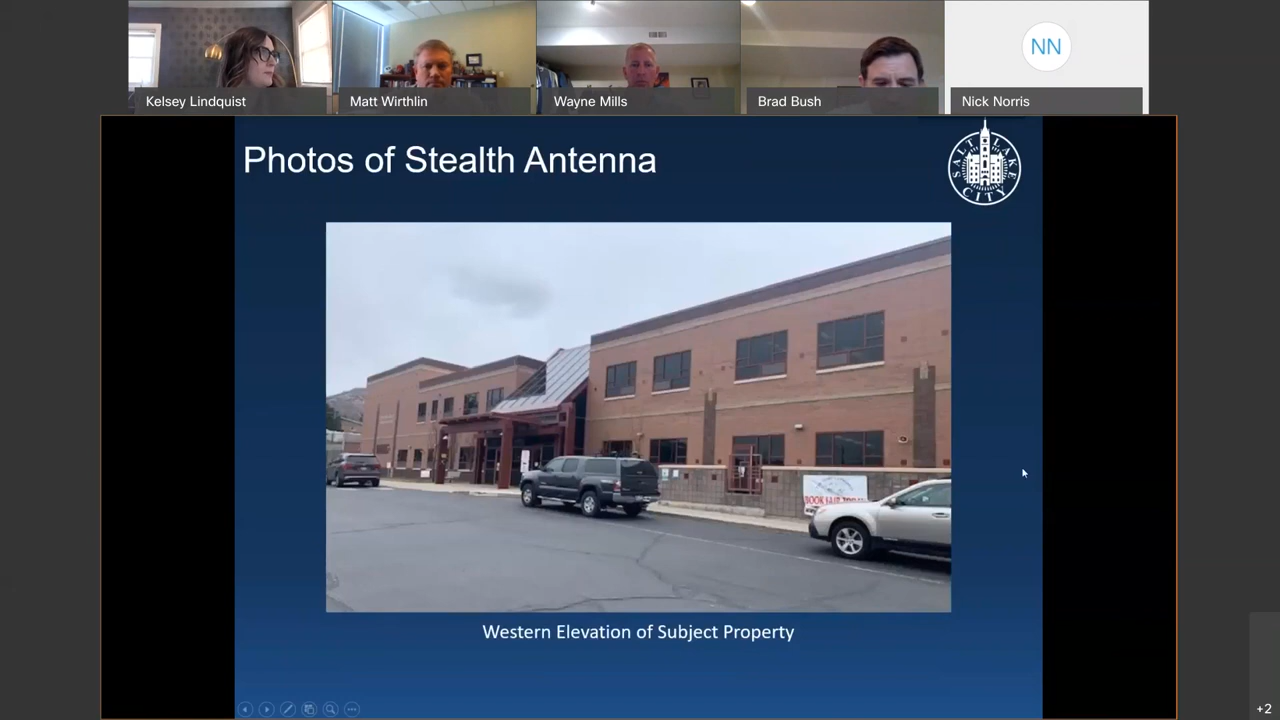 Kelsey Lindquist
Matt Wirthlin
Wayne Mills
Brad Bush
NN
Nick Norris
Photos of Stealth Antenna
SALT LAKE
CITY
BOOK FAIR TODAY
Western Elevation of Subject Property
+2